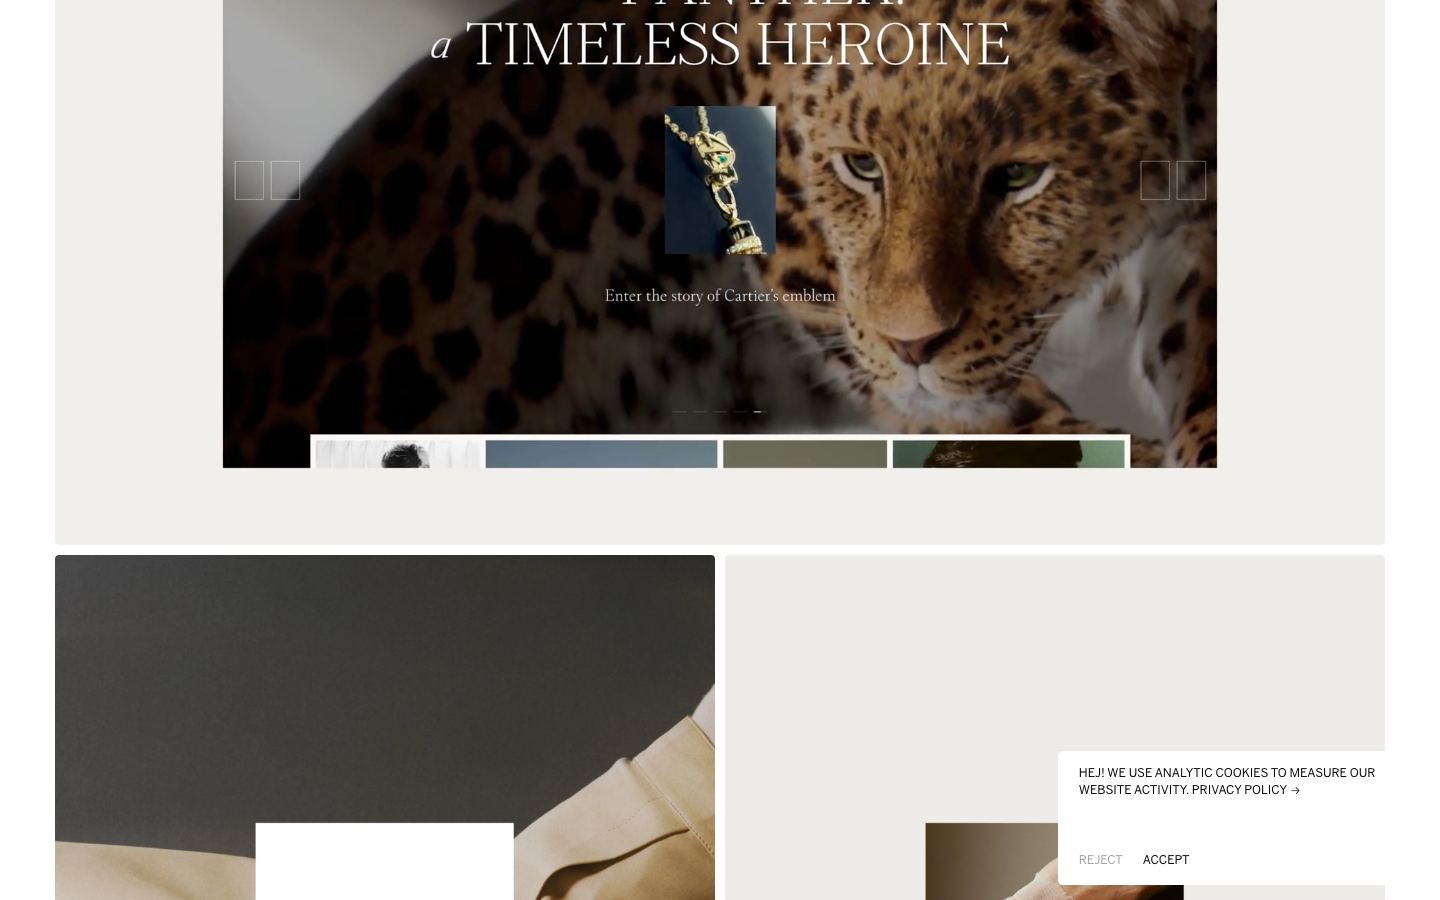 PANTHER:
a TIMELESS HEROINE
Enter the story of Cartier's emblem
HEJ! WE USE ANALYTIC COOKIES TO MEASURE OUR
WEBSITE ACTIVITY. PRIVACY POLICY →
REJECT ACCEPT